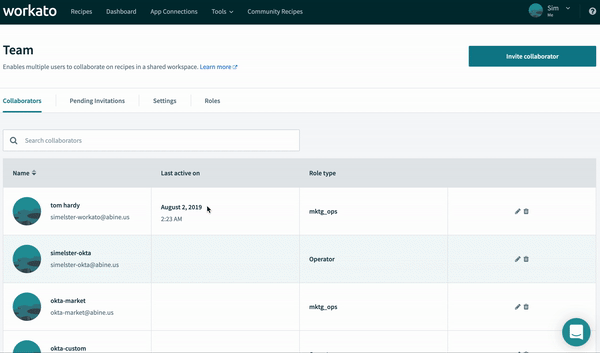 workato Recipes Dashboard App Connections Tools Community Recipes Sim
Me
Team
Invite collaborator
Enables multiple users to collaborate on recipes in a shared workspace. Learn more
Collaborators Pending Invitations Settings Roles
Search collaborators
Name Last active on Role type
tom hardy
simelster-workato@abine.us
August 2, 2019
2:23 AM
mktg_ops
simelster-okta
simelster-okta@abine.us
Operator
okta-market
okta-market@abine.us
mktg_ops
okta-custom